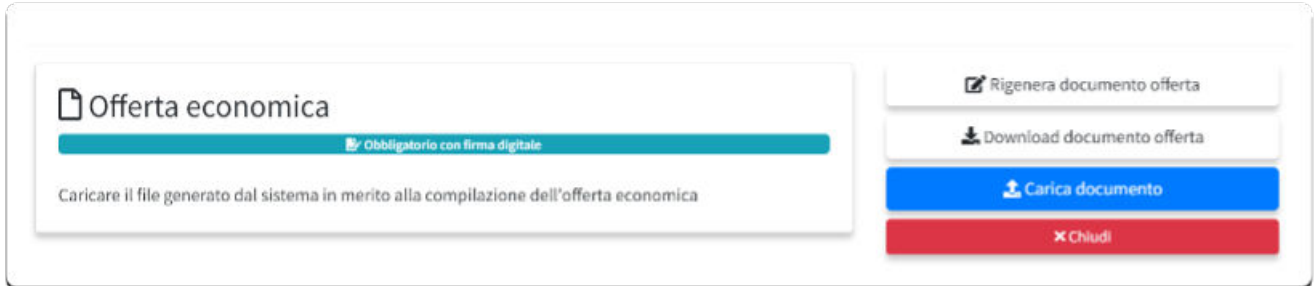 Offerta economica
Obbligatorio con firma digitale
Caricare il file generato dal sistema in merito alla compilazione dell'offerta economica
Rigenera documento offerta
Download documento offerta
Carica documento
Chiudi